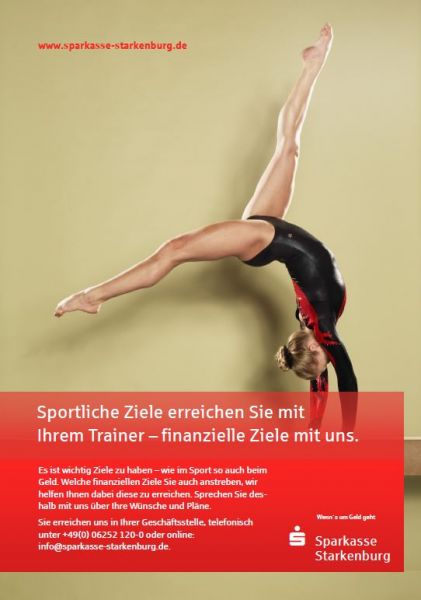 www.sparkasse-starkenburg.de
Sportliche Ziele erreichen Sie mit
Ihrem Trainer – finanzielle Ziele mit uns.
Es ist wichtig Ziele zu haben – wie im Sport so auch beim
Geld. Welche finanziellen Ziele Sie auch anstreben, wir
helfen Ihnen dabei diese zu erreichen. Sprechen Sie des-
halb mit uns über Ihre Wünsche und Pläne.
Sie erreichen uns in Ihrer Geschäftsstelle, telefonisch
unter +49(0) 06252 120-0 oder online:
info@sparkasse-starkenburg.de.
Wenn's um Geld geht
Sparkasse
Starkenburg